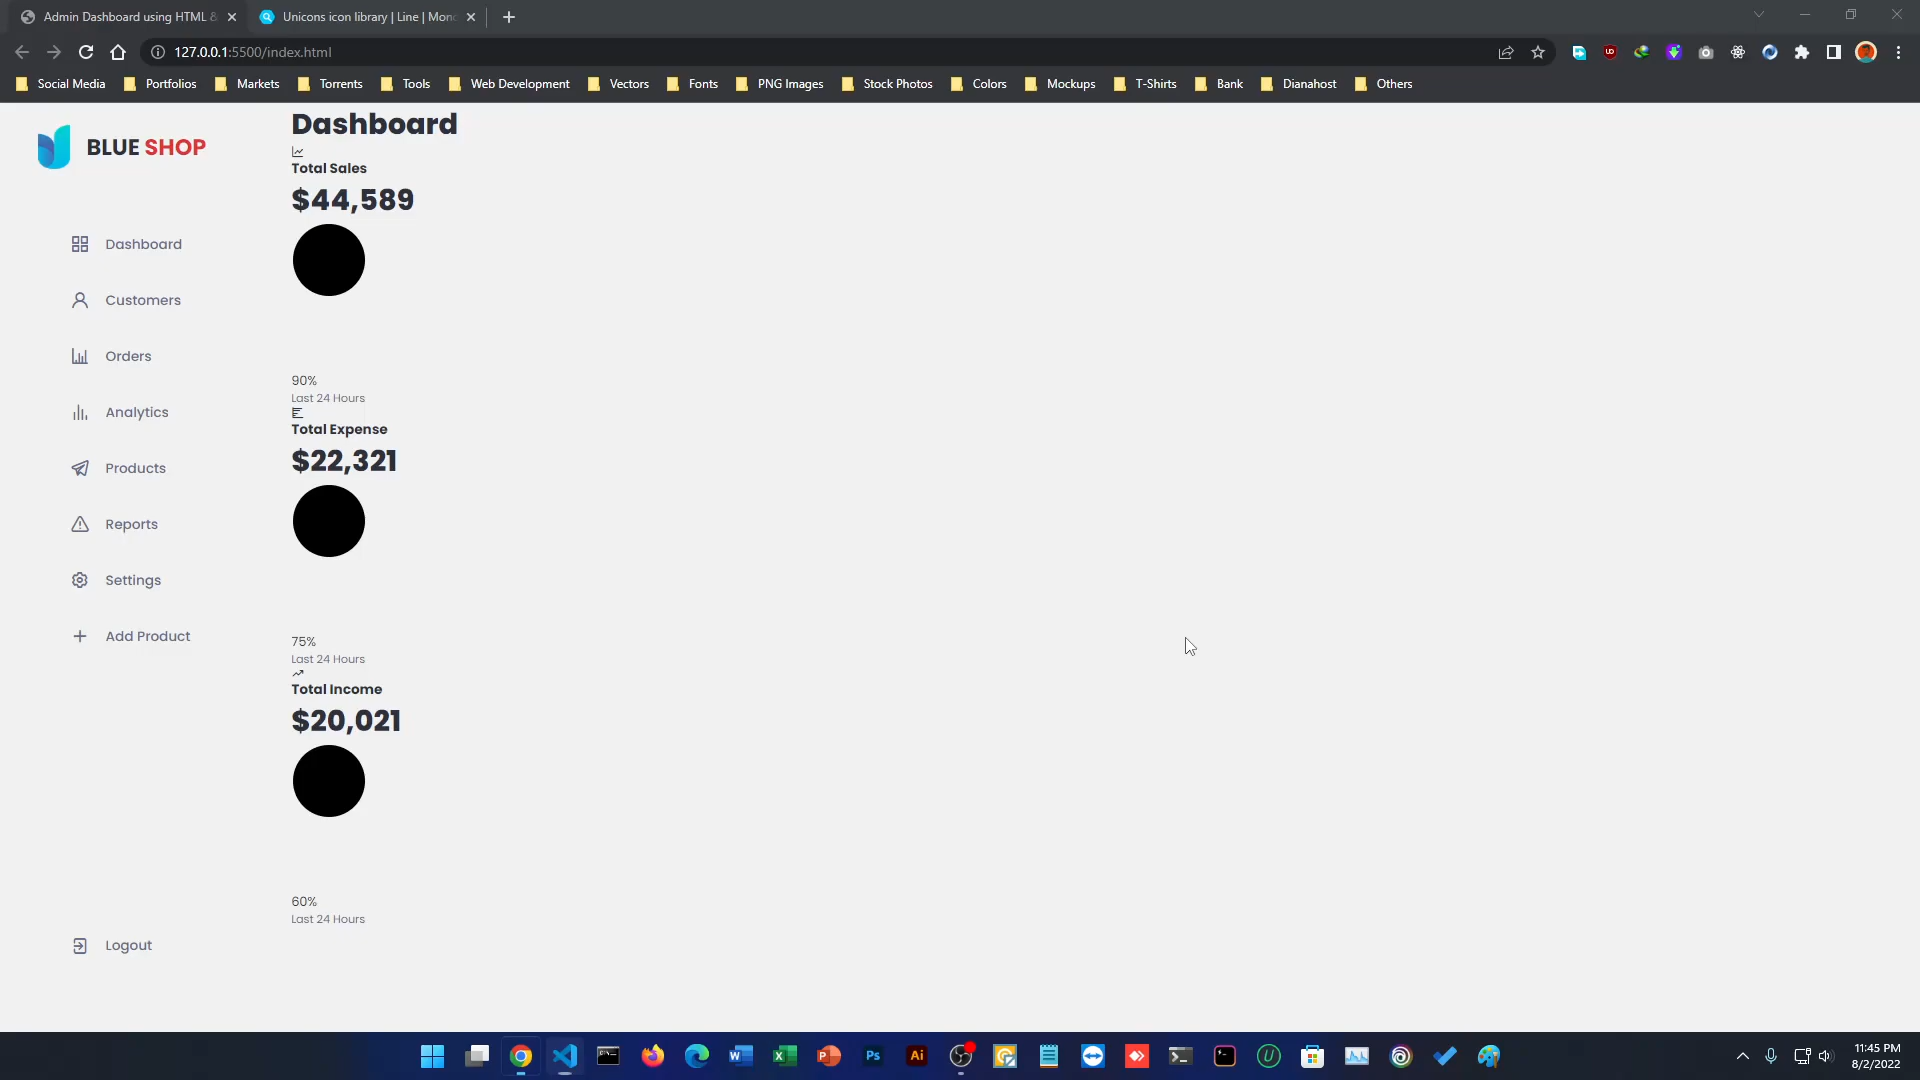 Admin Dashboard using HTML &
Unicons icon library | Line | Mono
127.0.0.1:5500/index.html
Social Media
Portfolios
Markets
Torrents
Tools
Web Development
Vectors
Fonts
PNG Images
Stock Photos
Colors
Mockups
T-Shirts
Bank
Dianahost
Others
BLUE SHOP
Dashboard
Customers
Orders
Analytics
Products
Reports
Settings
Add Product
Logout
Dashboard
Total Sales
$44,589
90%
Last 24 Hours
Total Expense
$22,321
75%
Last 24 Hours
Total Income
$20,021
60%
Last 24 Hours
11:45 PM
8/2/2022